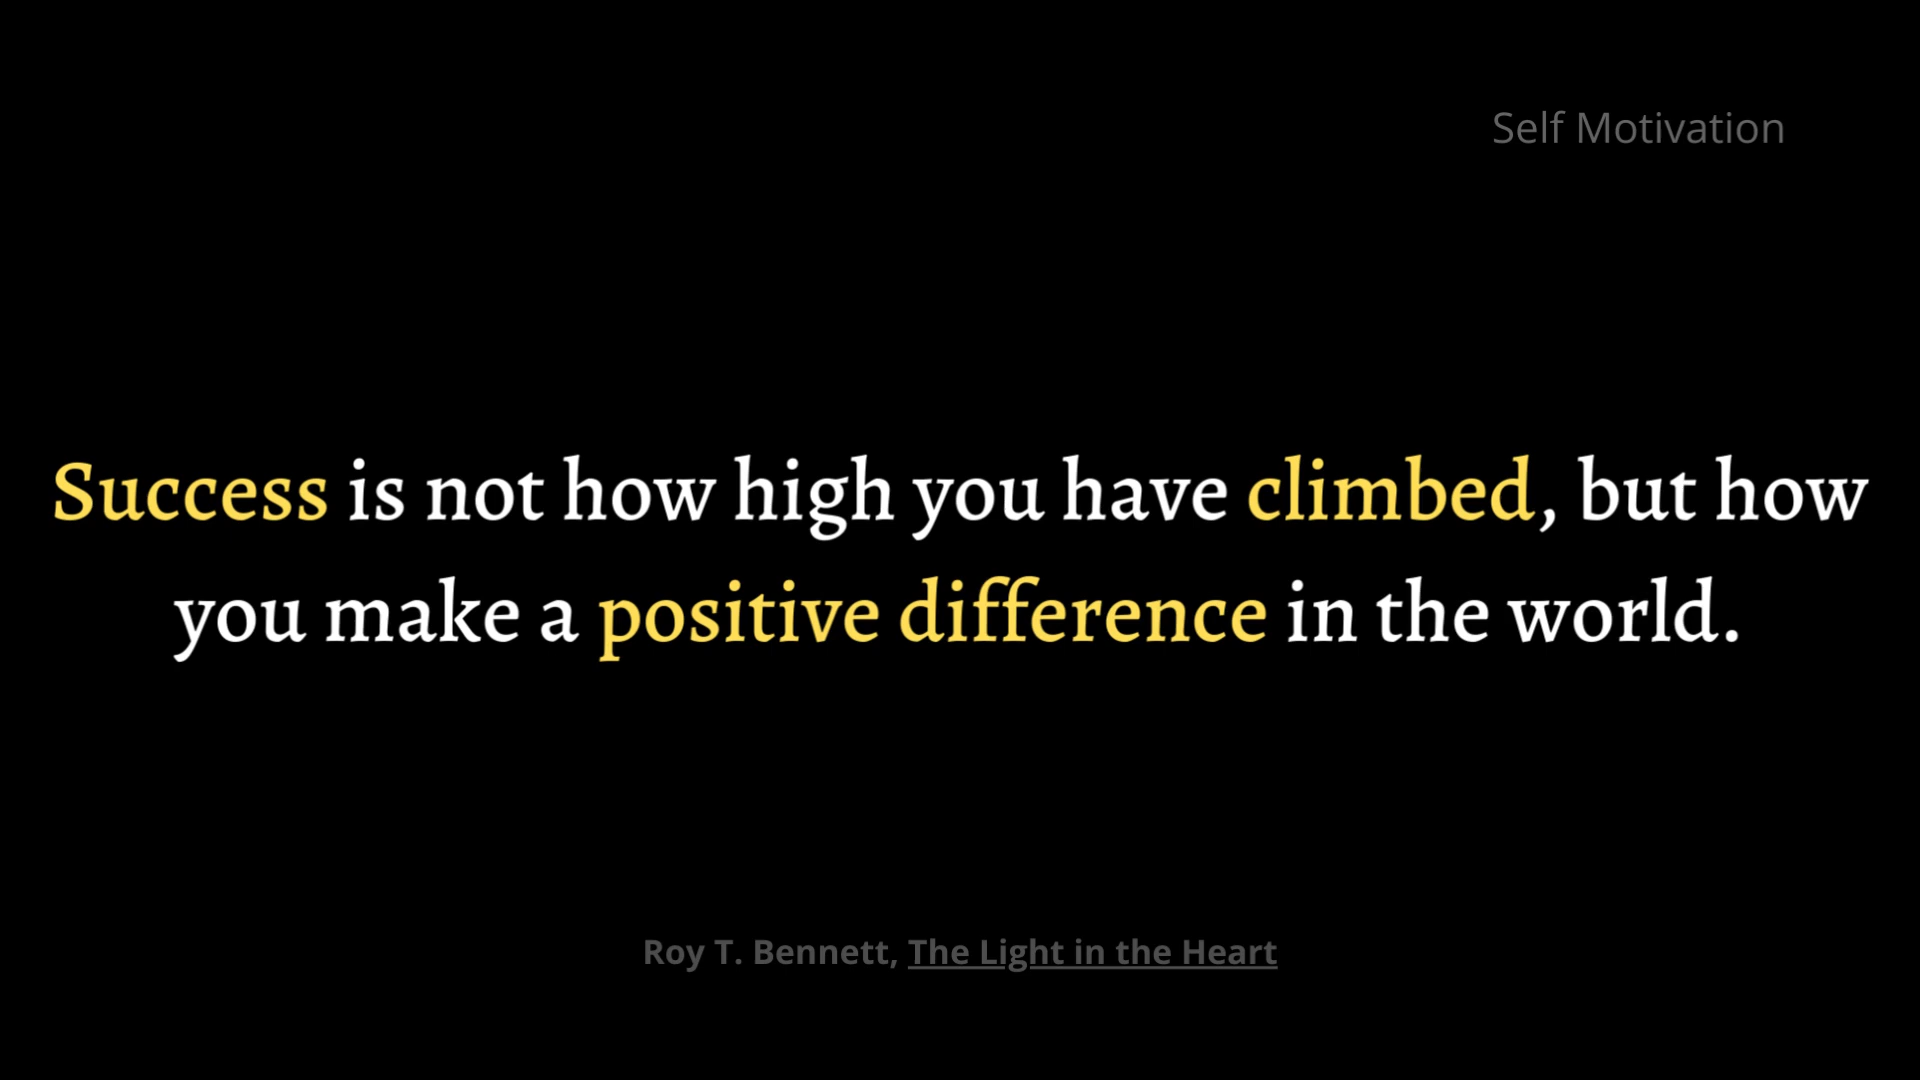 Self Motivation
Success is not how high you have climbed, but how
you make a positive difference in the world.
Roy T. Bennett, The Light in the Heart